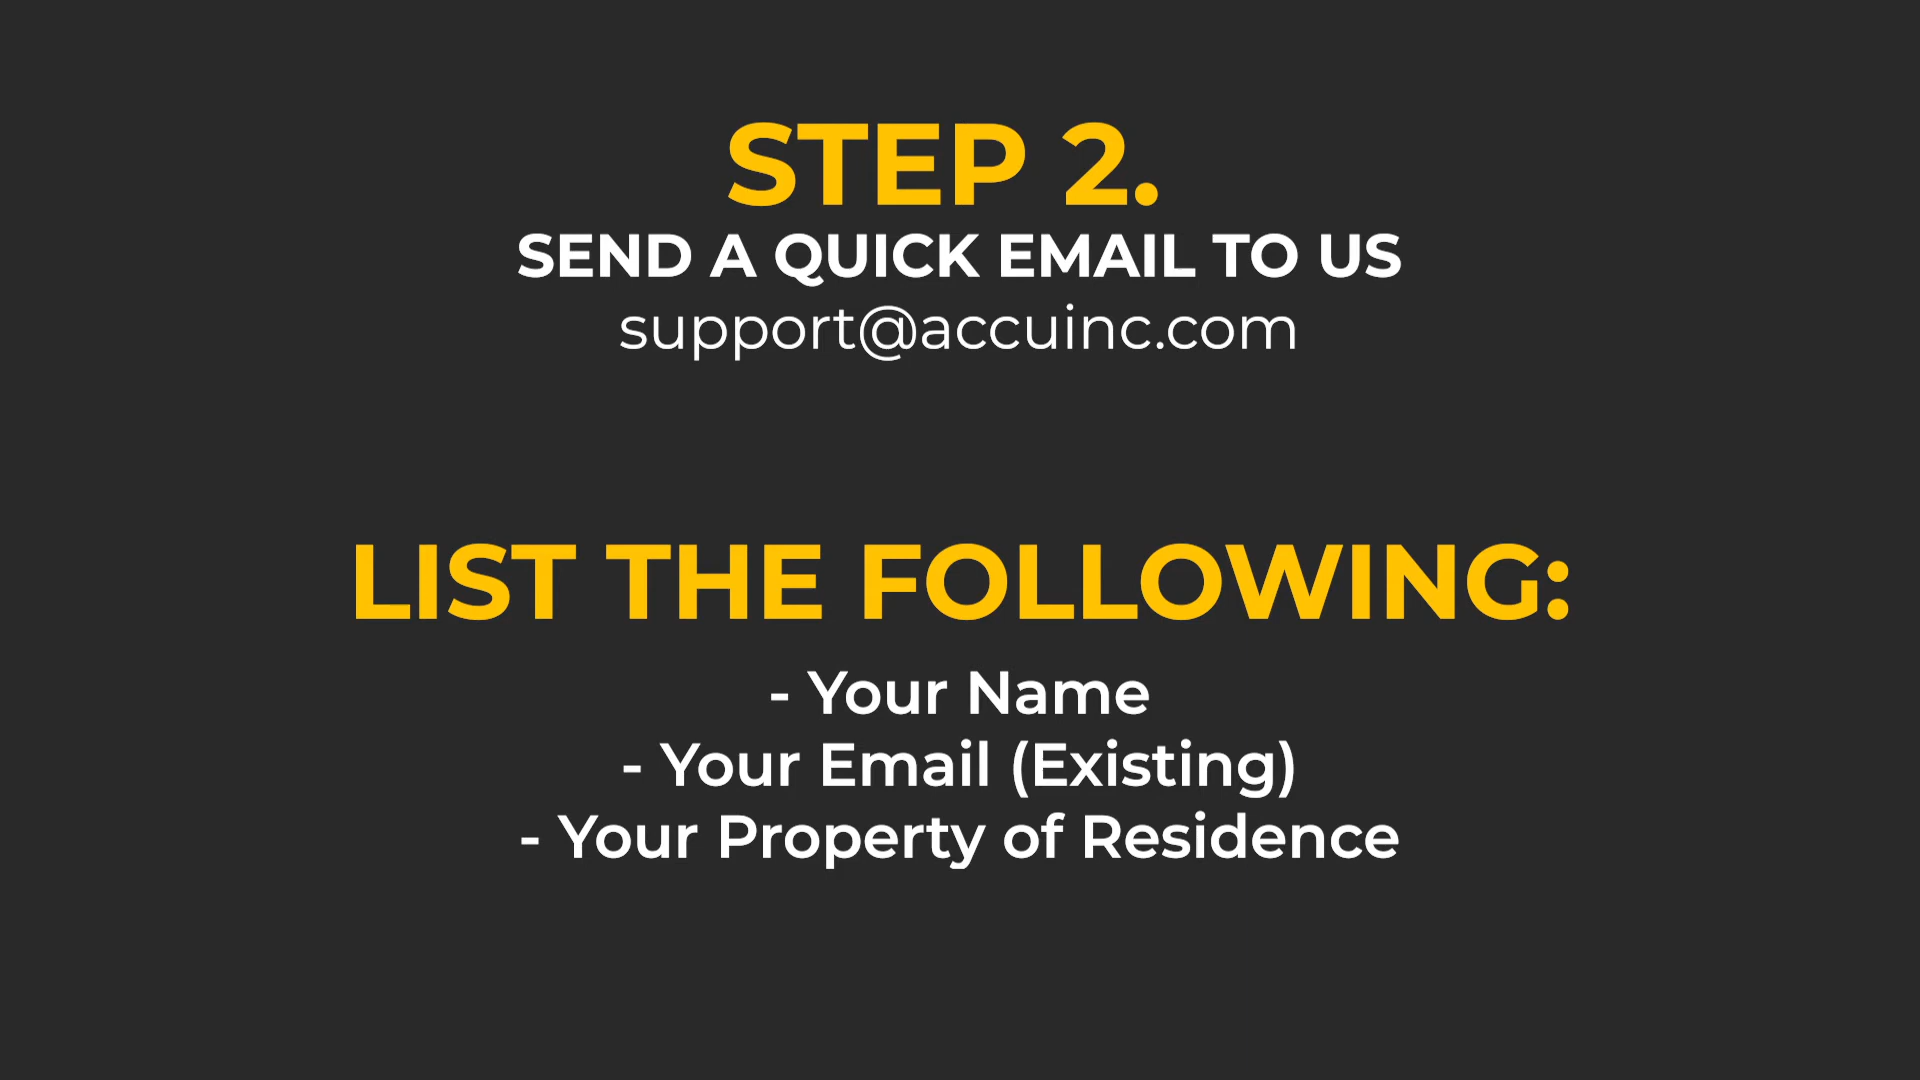 STEP 2.
SEND A QUICK EMAIL TO US
support@accuinc.com
LIST THE FOLLOWING:
- Your Name
- Your Email (Existing)
- Your Property of Residence